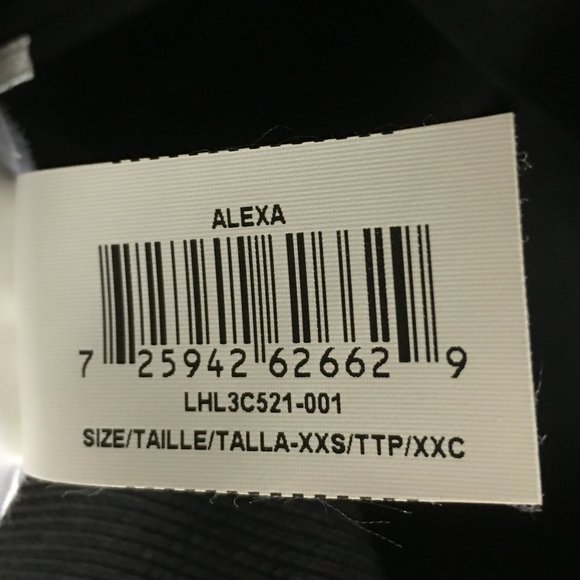 ALEXA
7 25942 62662 9
LHL3C521-001
SIZE/TAILLE/TALLA-XXS/TTP/XXC